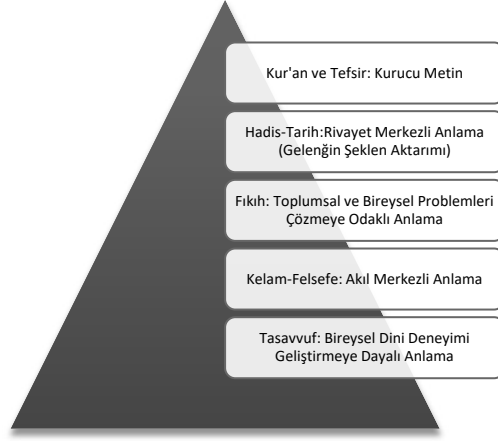 Kur'an ve Tefsir: Kurucu Metin
Hadis-Tarih:Rivayet Merkezli Anlama
(Gelenğin Şeklen Aktarımı)
Fıkıh: Toplumsal ve Bireysel Problemleri
Çözmeye Odaklı Anlama
Kelam-Felsefe: Akıl Merkezli Anlama
Tasavvuf: Bireysel Dini Deneyimi
Geliştirmeye Dayalı Anlama